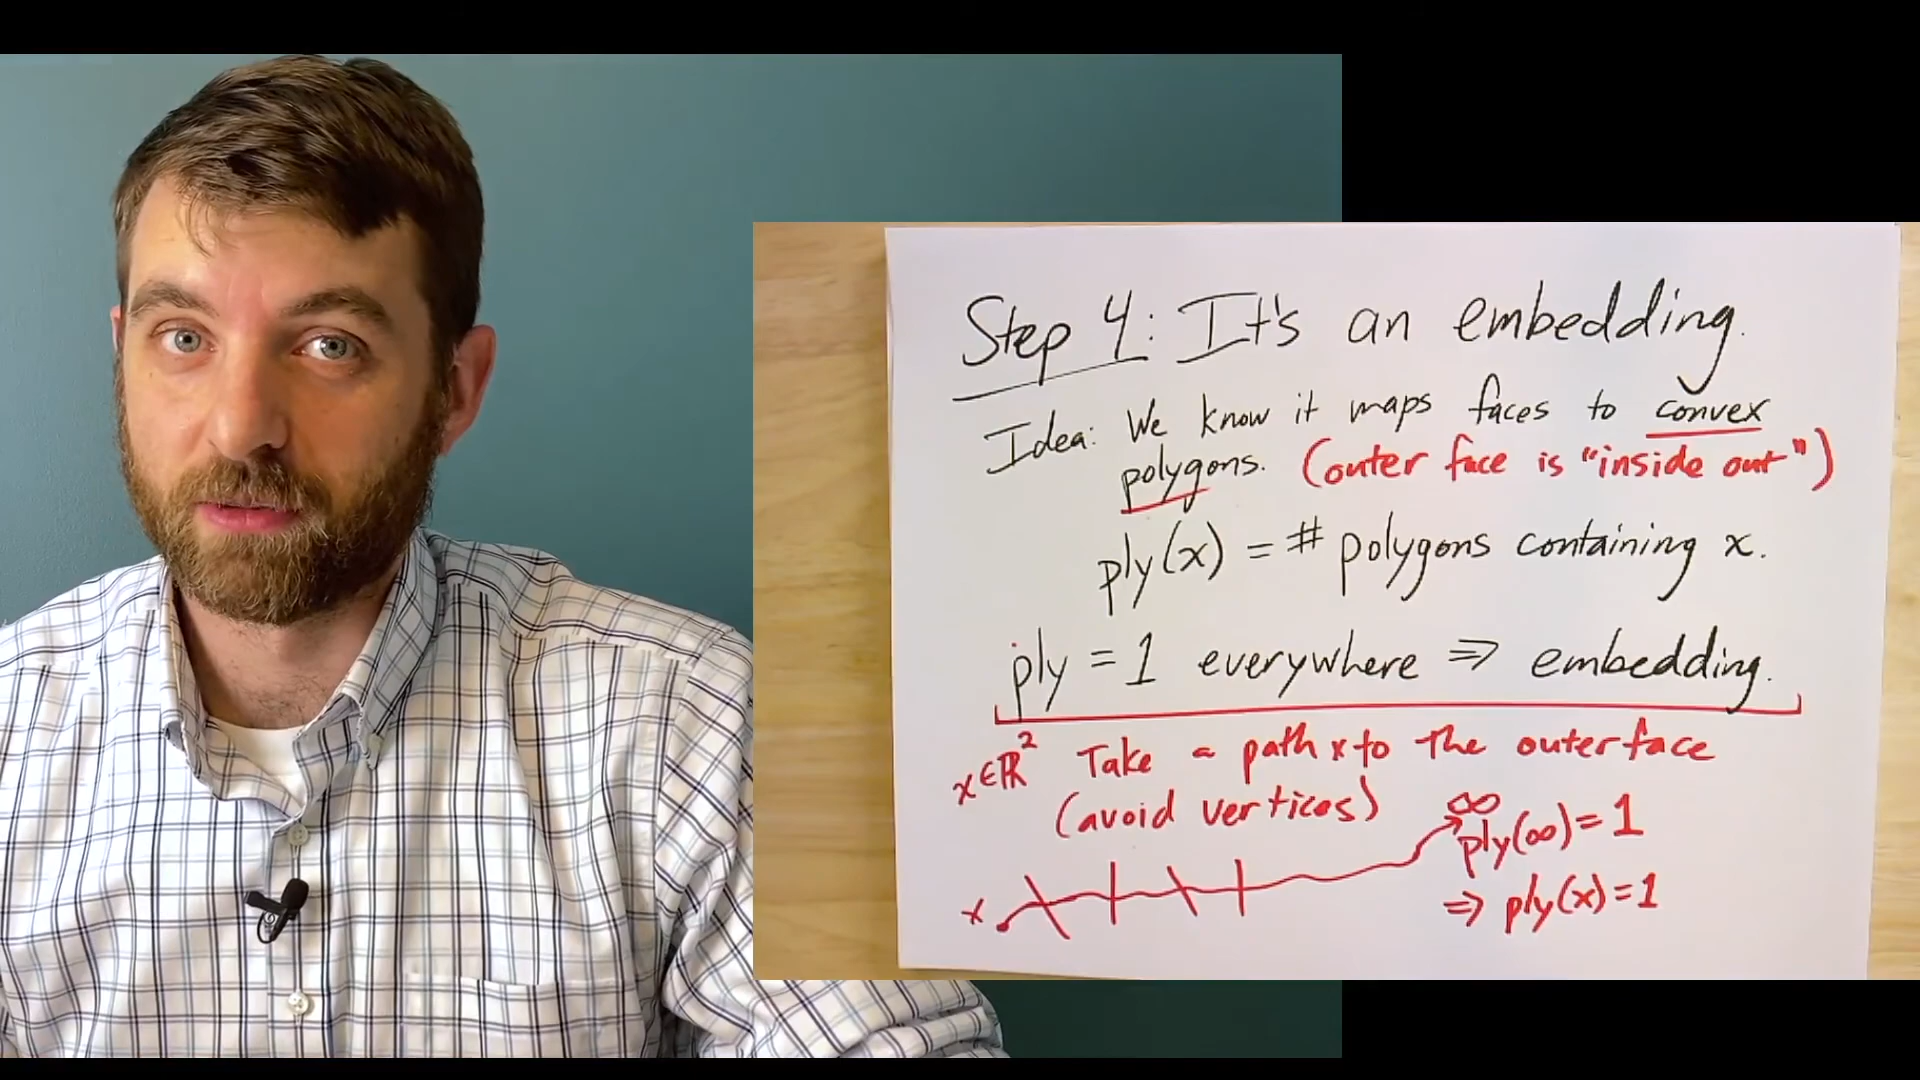 Step 4: It's an embedding.
Idea: We know it maps faces to convex
polygons. (outer face is "inside out")
ply(x) = # polygons containing x.
ply = 1 everywhere ⇒ embedding.
x∈ℝ² Take a path x to the outer face
(avoid vertices)
∞
ply(∞) = 1
x
⇒ ply(x) = 1